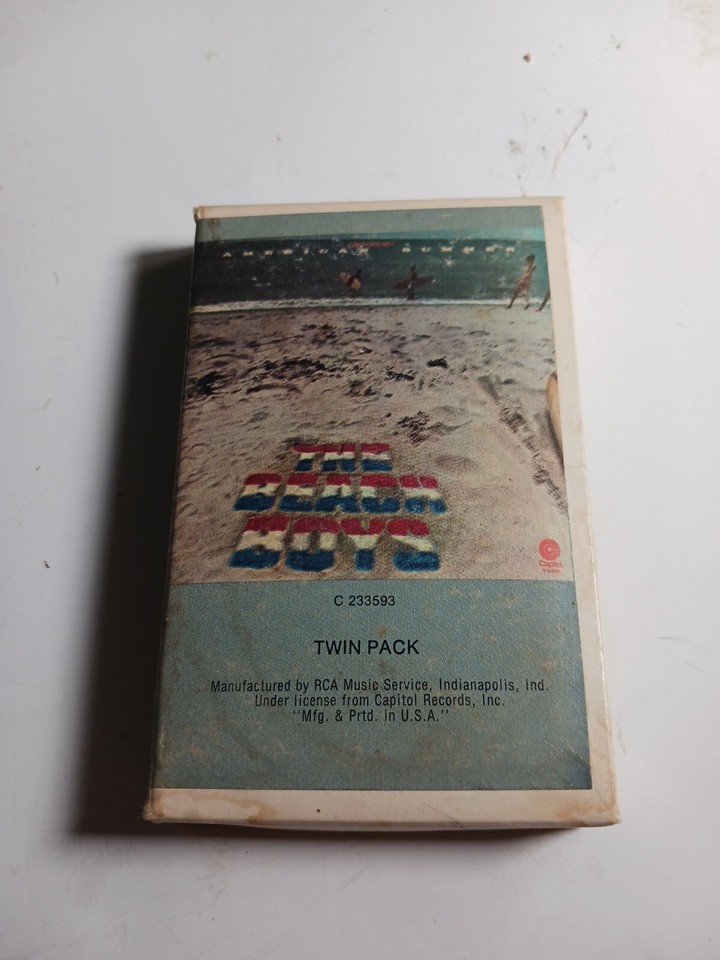 AMERICAN SUMMER
THE
BEACH
BOYS
Capitol
C 233593
TWIN PACK
Manufactured by RCA Music Service, Indianapolis, Ind.
Under license from Capitol Records, Inc.
"Mfg. & Prtd. in U.S.A."